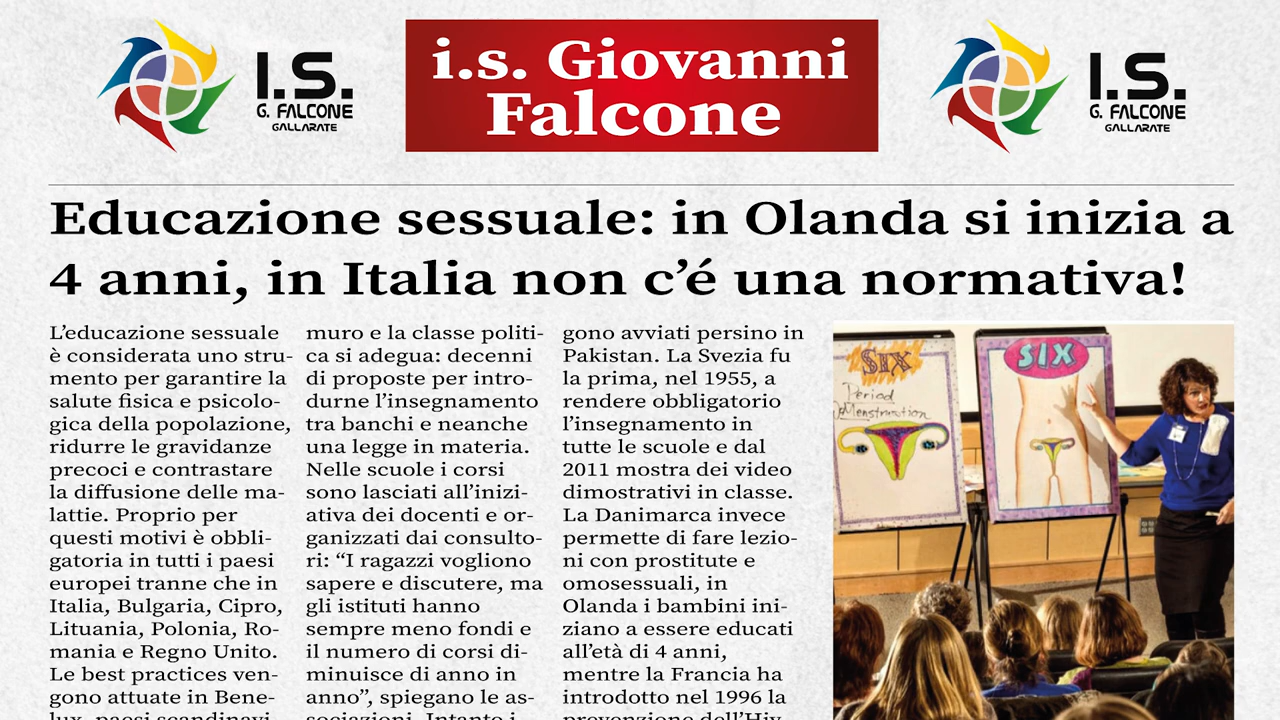 I.S.
G. FALCONE
GALLARATE
i.s. Giovanni
Falcone
I.S.
G. FALCONE
GALLARATE
Educazione sessuale: in Olanda si inizia a
4 anni, in Italia non c’é una normativa!
L’educazione sessuale
è considerata uno stru-
mento per garantire la
salute fisica e psicolo-
gica della popolazione,
ridurre le gravidanze
precoci e contrastare
la diffusione delle ma-
lattie. Proprio per
questi motivi è obbli-
gatoria in tutti i paesi
europei tranne che in
Italia, Bulgaria, Cipro,
Lituania, Polonia, Ro-
mania e Regno Unito.
Le best practices ven-
gono attuate in Bene-
lux, paesi scandinavi
muro e la classe politi-
ca si adegua: decenni
di proposte per intro-
durne l’insegnamento
tra banchi e neanche
una legge in materia.
Nelle scuole i corsi
sono lasciati all’inizi-
ativa dei docenti e or-
ganizzati dai consulto-
ri: “I ragazzi vogliono
sapere e discutere, ma
gli istituti hanno
sempre meno fondi e
il numero di corsi di-
minuisce di anno in
anno”, spiegano le as-
sociazioni. Intanto i
gono avviati persino in
Pakistan. La Svezia fu
la prima, nel 1955, a
rendere obbligatorio
l’insegnamento in
tutte le scuole e dal
2011 mostra dei video
dimostrativi in classe.
La Danimarca invece
permette di fare lezio-
ni con prostitute e
omosessuali, in
Olanda i bambini ini-
ziano a essere educati
all’età di 4 anni,
mentre la Francia ha
introdotto nel 1996 la
prevenzione dell’Hiv
SIX
Period
Menstruation
SIX